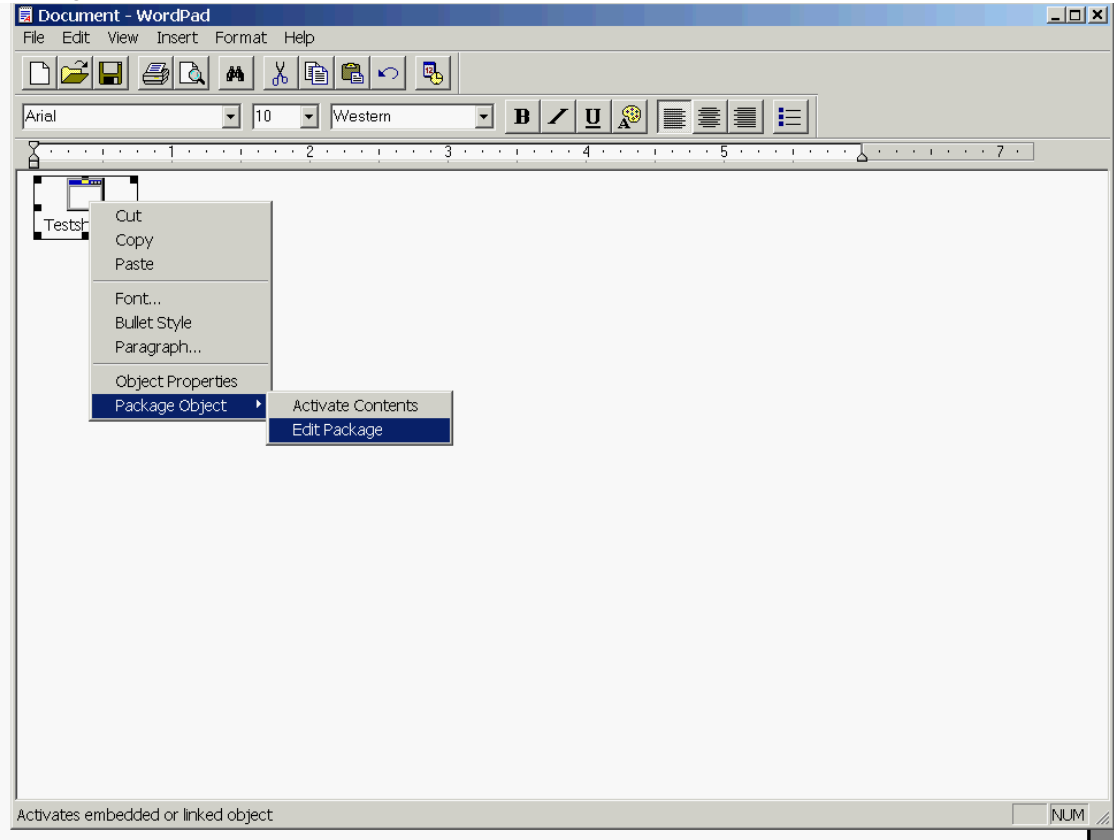 Document - WordPad
File Edit View Insert Format Help
Arial 10 Western B U A
1 2 3 4 5 7
Cut
Testsh
Copy
Paste
Font...
Bullet Style
Paragraph...
Object Properties
Package Object Activate Contents
Edit Package
Activates embedded or linked object NUM